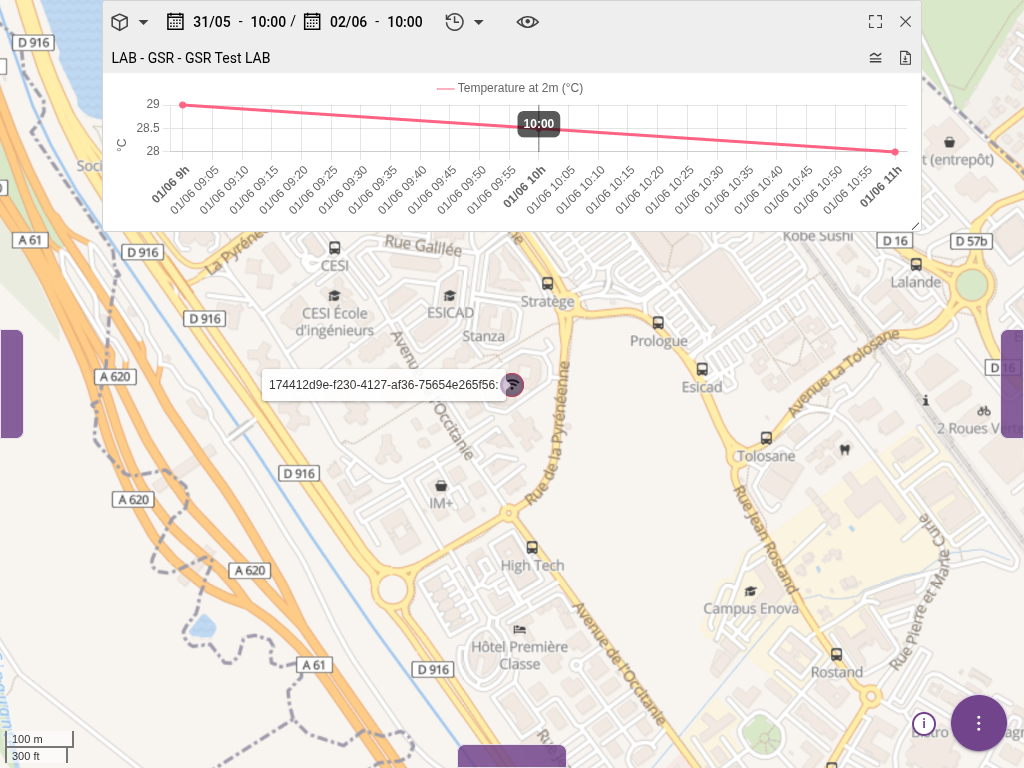 31/05 - 10:00 / 02/06 - 10:00
LAB - GSR - GSR Test LAB
Temperature at 2m (°C)
29
28.5
28
°C
10:00
01/06 9h
01/06 09:05
01/06 09:10
01/06 09:15
01/06 09:20
01/06 09:25
01/06 09:30
01/06 09:35
01/06 09:40
01/06 09:45
01/06 09:50
01/06 09:55
01/06 10h
01/06 10:05
01/06 10:10
01/06 10:15
01/06 10:20
01/06 10:25
01/06 10:30
01/06 10:35
01/06 10:40
01/06 10:45
01/06 10:50
01/06 10:55
01/06 11h
D 916
t (entrepôt)
A 61
D 916
Rue Galilée
Kobe Sushi
D 16
D 57b
CESI
Lalande
CESI École
d'ingénieurs
ESICAD
Stratège
D 916
Stanza
Prologue
Avenue La Tolosane
D 16
A 620
174412d9e-f230-4127-af36-75654e265f56:
Esicad
2 Roues Verte
Rue de la Pyrénéenne
Tolosane
D 916
A 620
IM+
Rue Jean Rostand
Rue Pierre et Marie Curie
A 620
High Tech
Campus Enova
Avenue de l'Occitanie
Hôtel Première
Classe
A 61
D 916
Rostand
100 m
300 ft